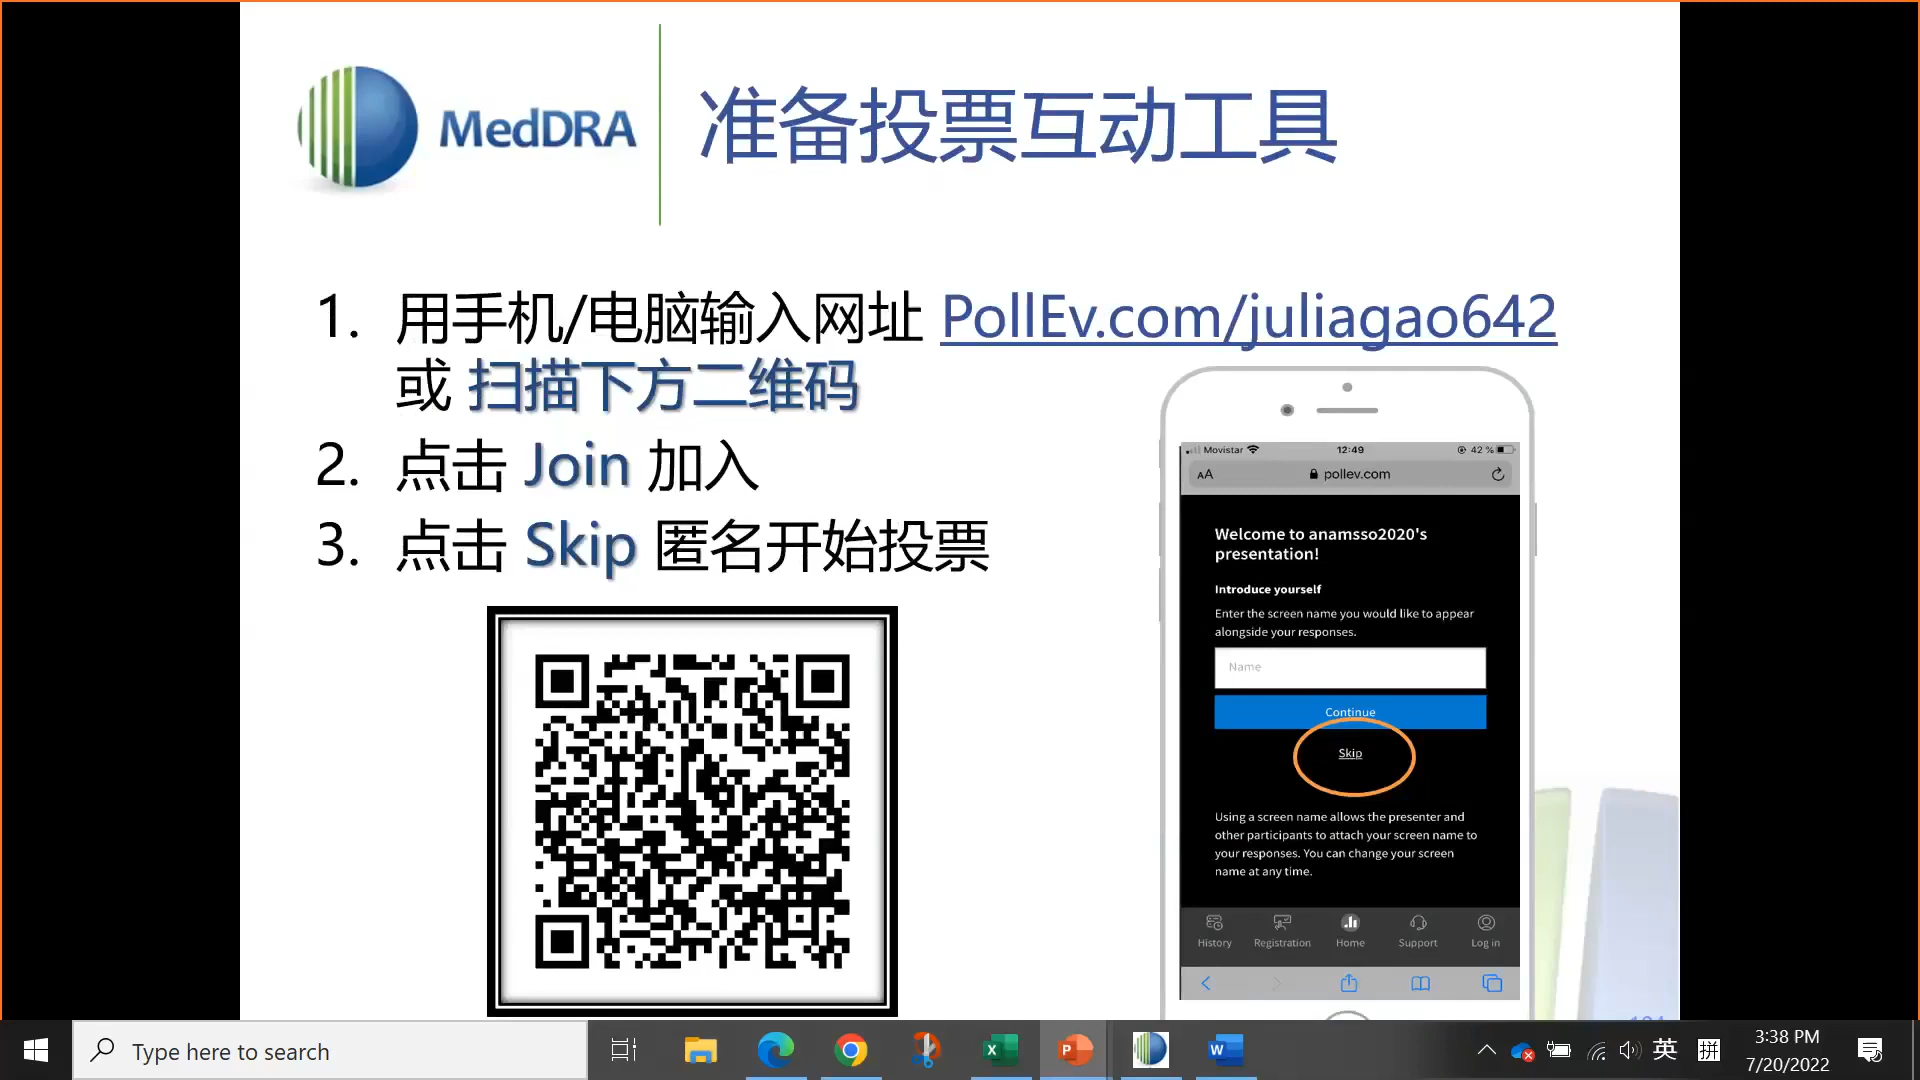 MedDRA
准备投票互动工具
1. 用手机/电脑输入网址 PollEv.com/juliagao642
或 扫描下方二维码
2. 点击 Join 加入
3. 点击 Skip 匿名开始投票
Movistar 12:49 42 %
AA pollev.com
Welcome to anamsso2020's
presentation!
Introduce yourself
Enter the screen name you would like to appear
alongside your responses.
Name
Continue
Skip
Using a screen name allows the presenter and
other participants to attach your screen name to
your responses. You can change your screen
name at any time.
History Registration Home Support Log in
Type here to search
英 拼
3:38 PM
7/20/2022